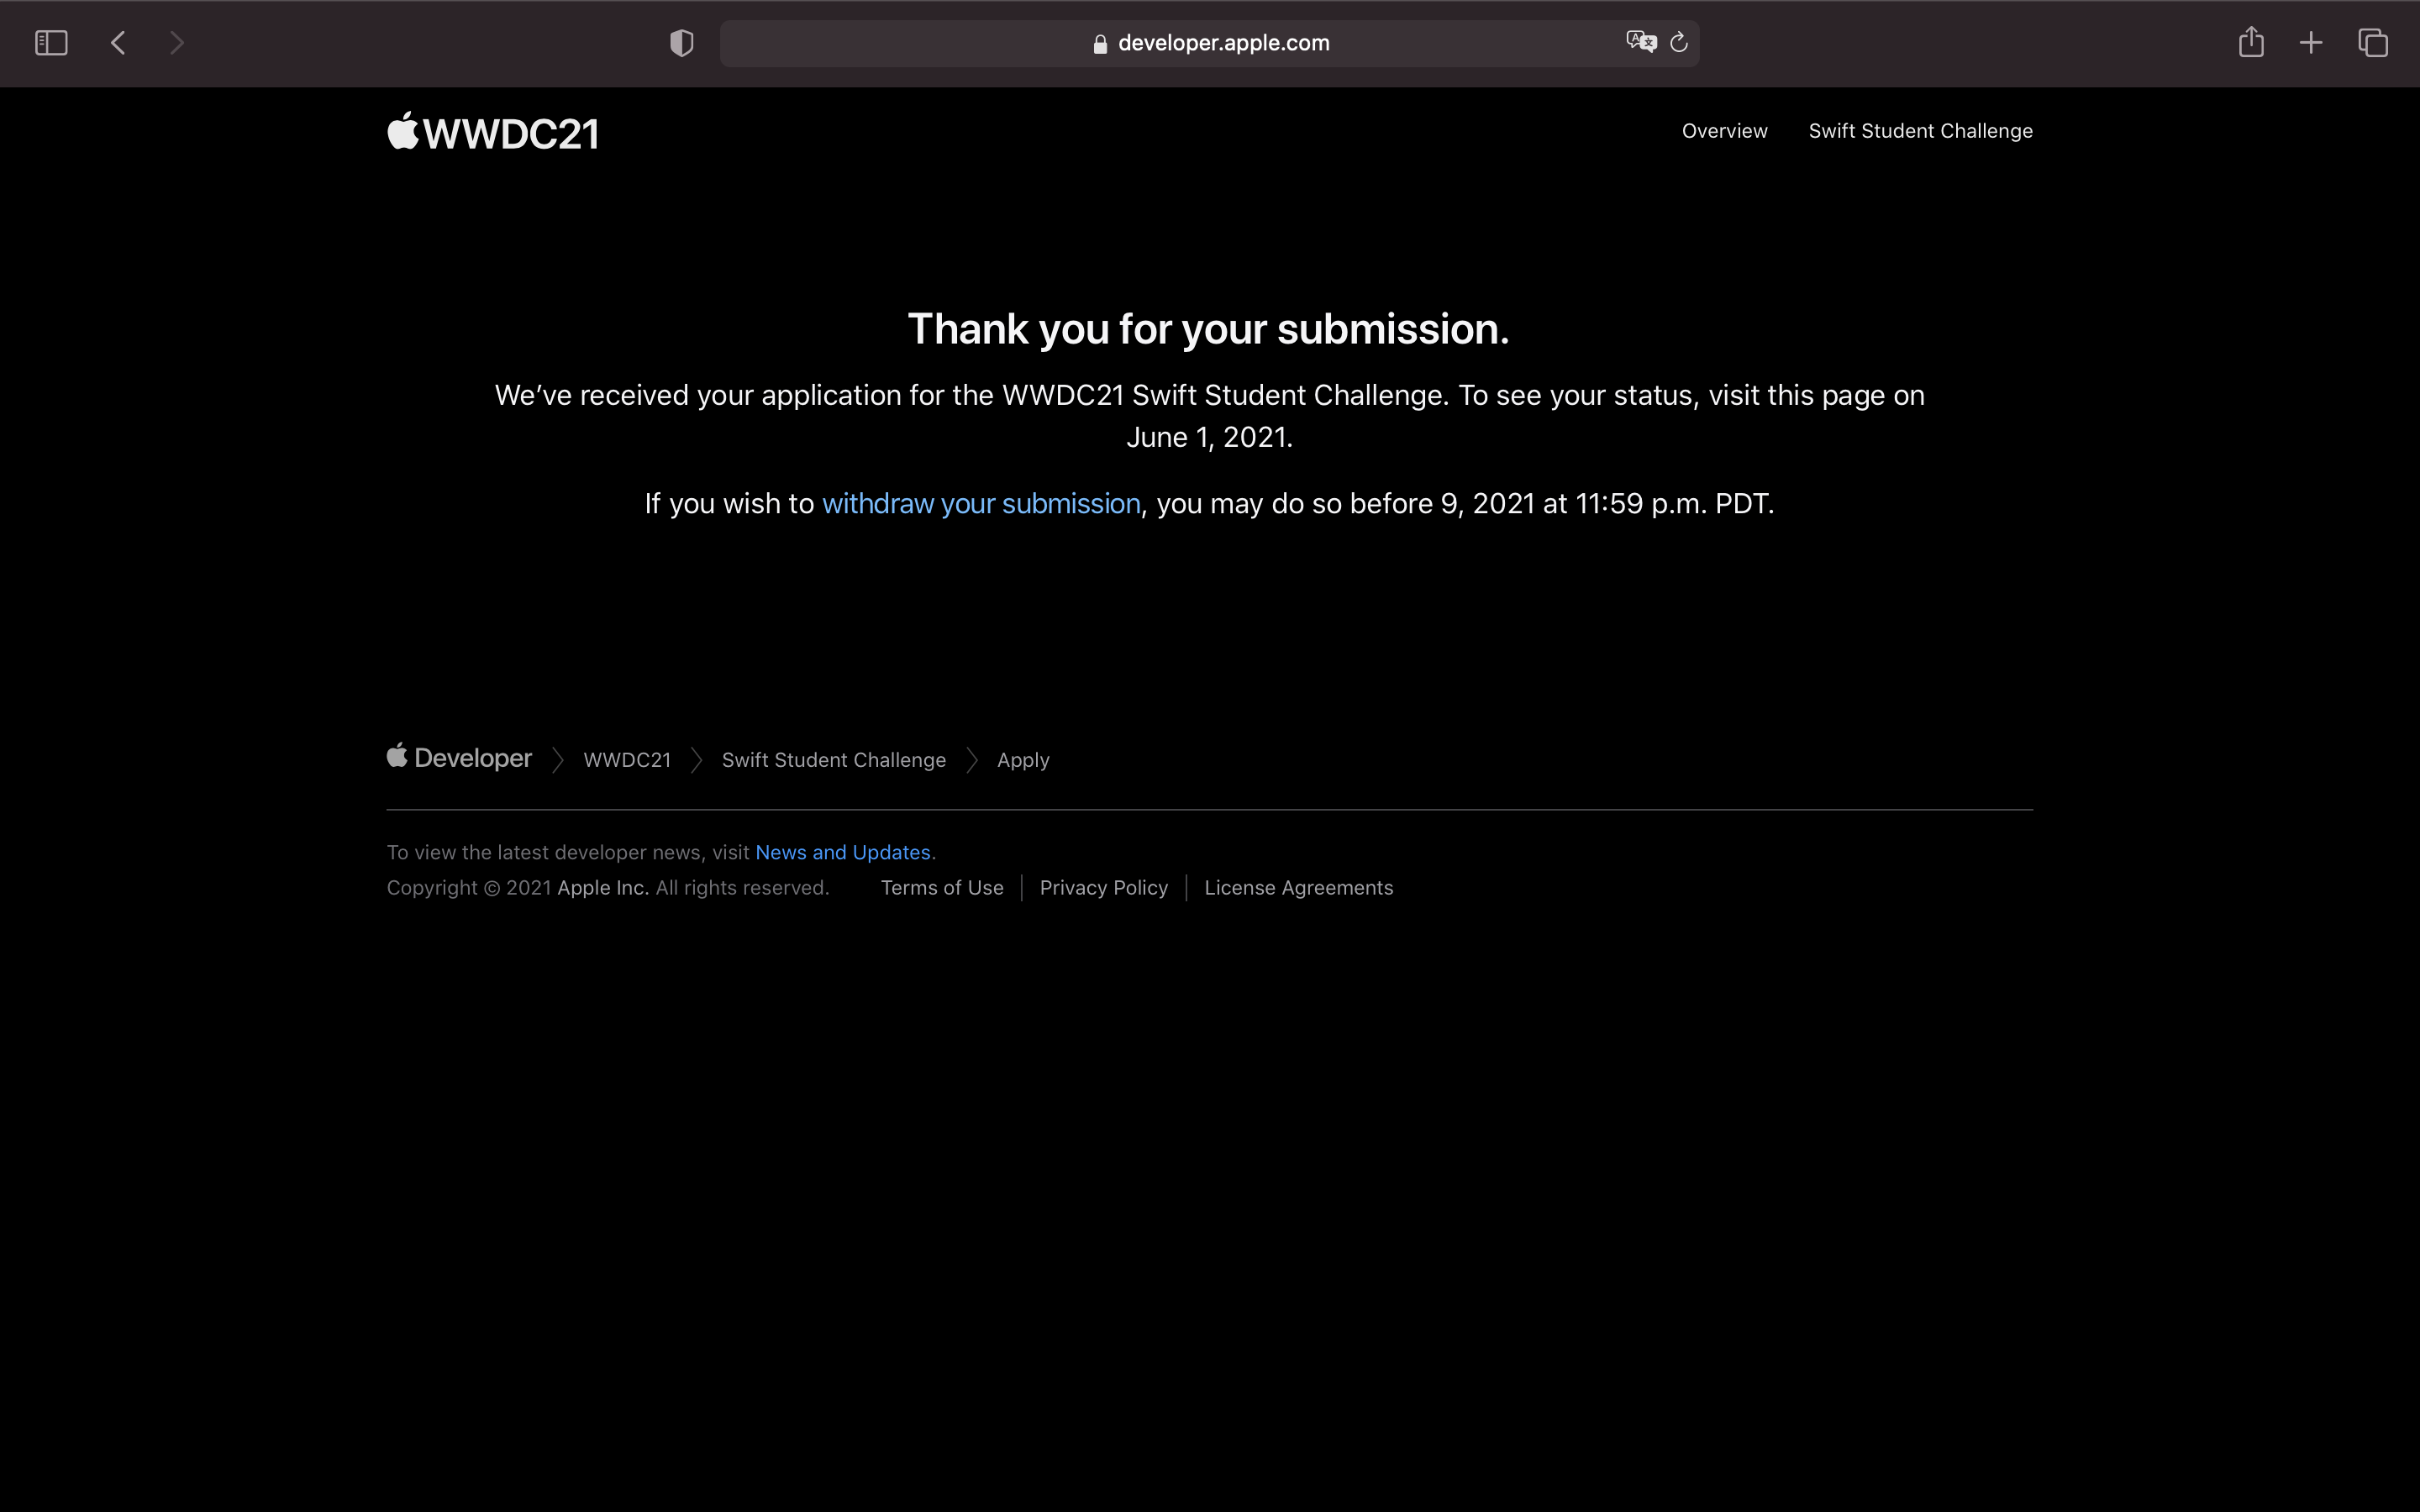 developer.apple.com
WWDC21
Overview
Swift Student Challenge
Thank you for your submission.
We’ve received your application for the WWDC21 Swift Student Challenge. To see your status, visit this page on
June 1, 2021.
If you wish to withdraw your submission, you may do so before 9, 2021 at 11:59 p.m. PDT.
Developer
WWDC21
Swift Student Challenge
Apply
To view the latest developer news, visit News and Updates.
Copyright © 2021 Apple Inc. All rights reserved.
Terms of Use
Privacy Policy
License Agreements